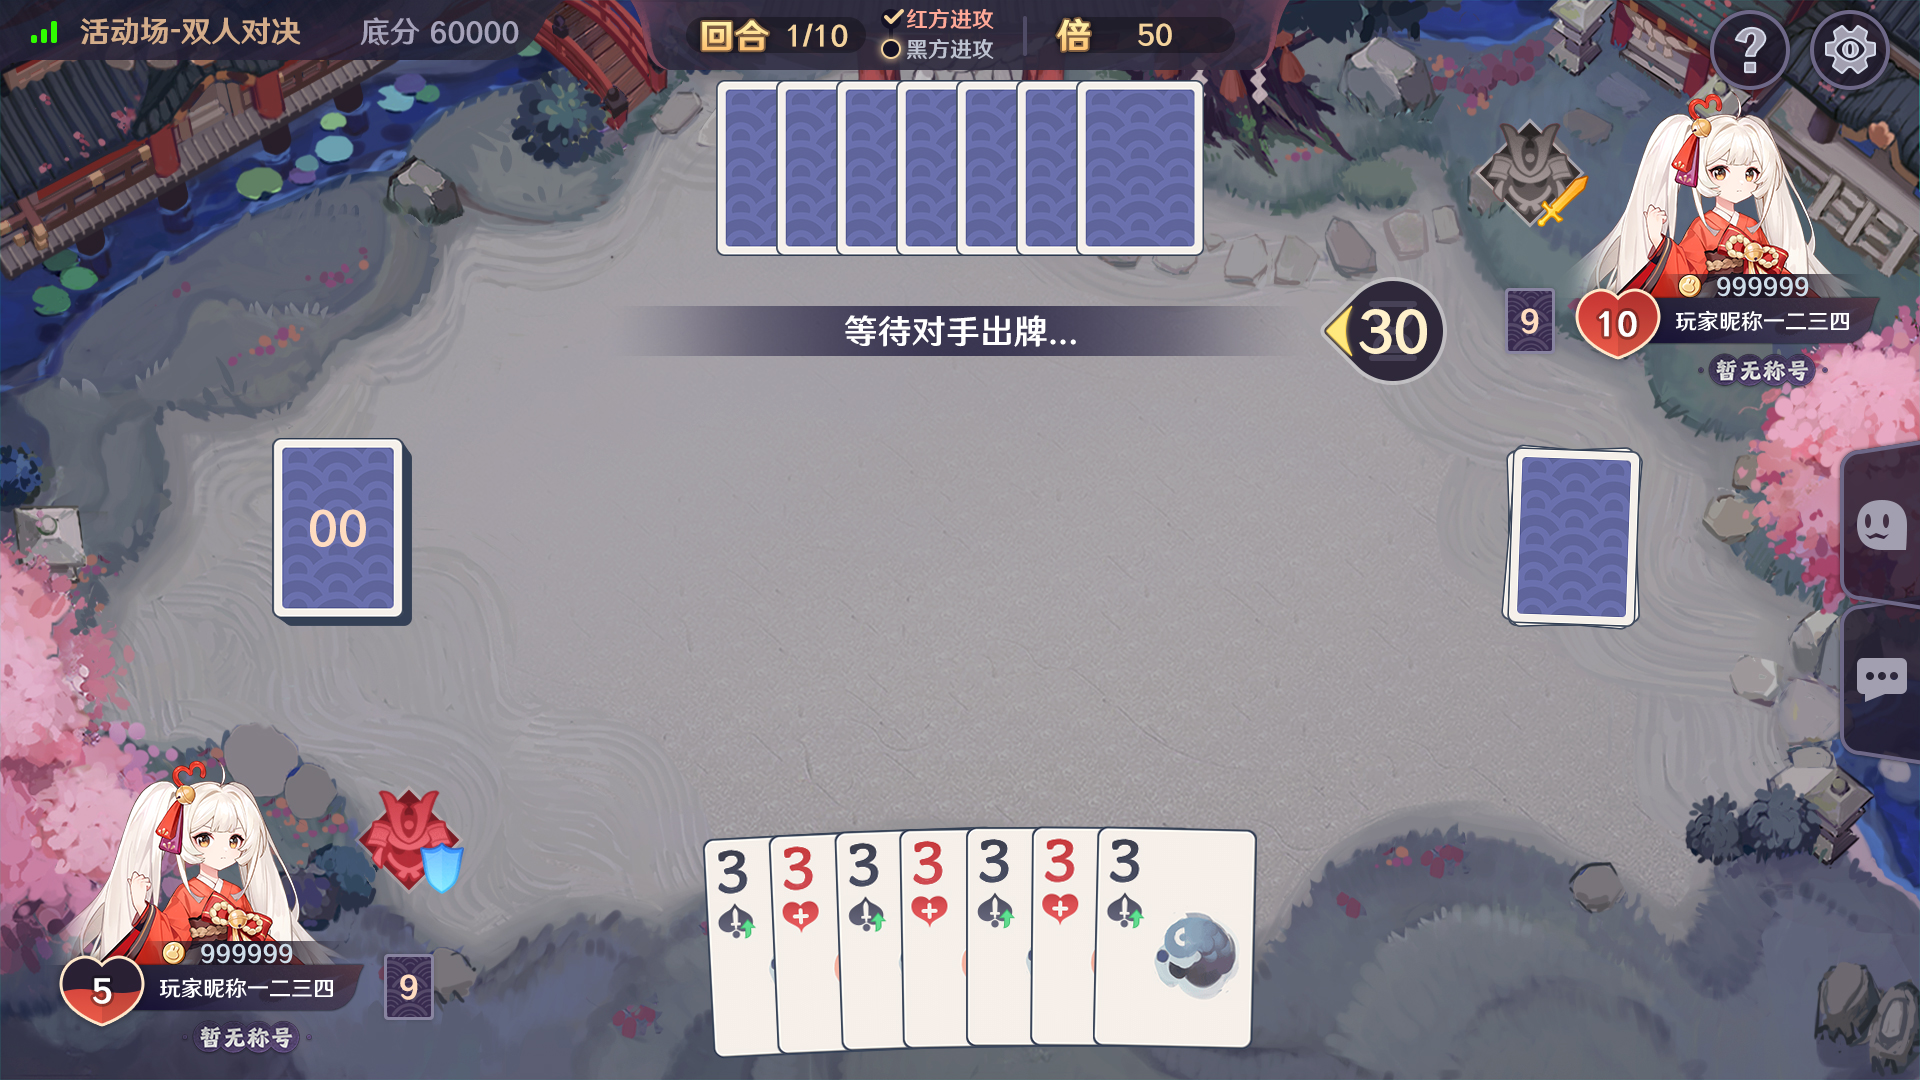 活动场-双人对决
底分 60000
回合 1/10
红方进攻
黑方进攻
倍 50
?
等待对手出牌...
30
9
10
999999
玩家昵称一二三四
暂无称号
00
999999
5
玩家昵称一二三四
9
暂无称号
3
3
3
3
3
3
3